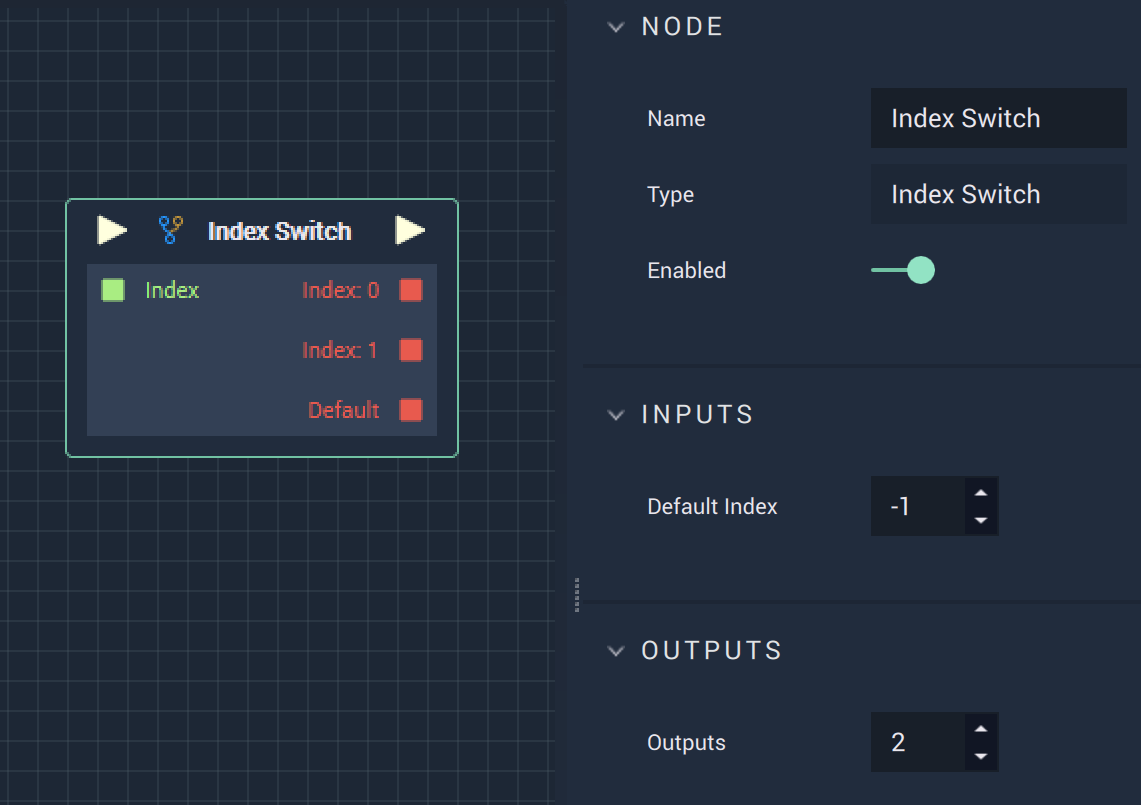 Index Switch
Index
Index: 0
Index: 1
Default
NODE
Name
Index Switch
Type
Index Switch
Enabled
INPUTS
Default Index
-1
OUTPUTS
Outputs
2